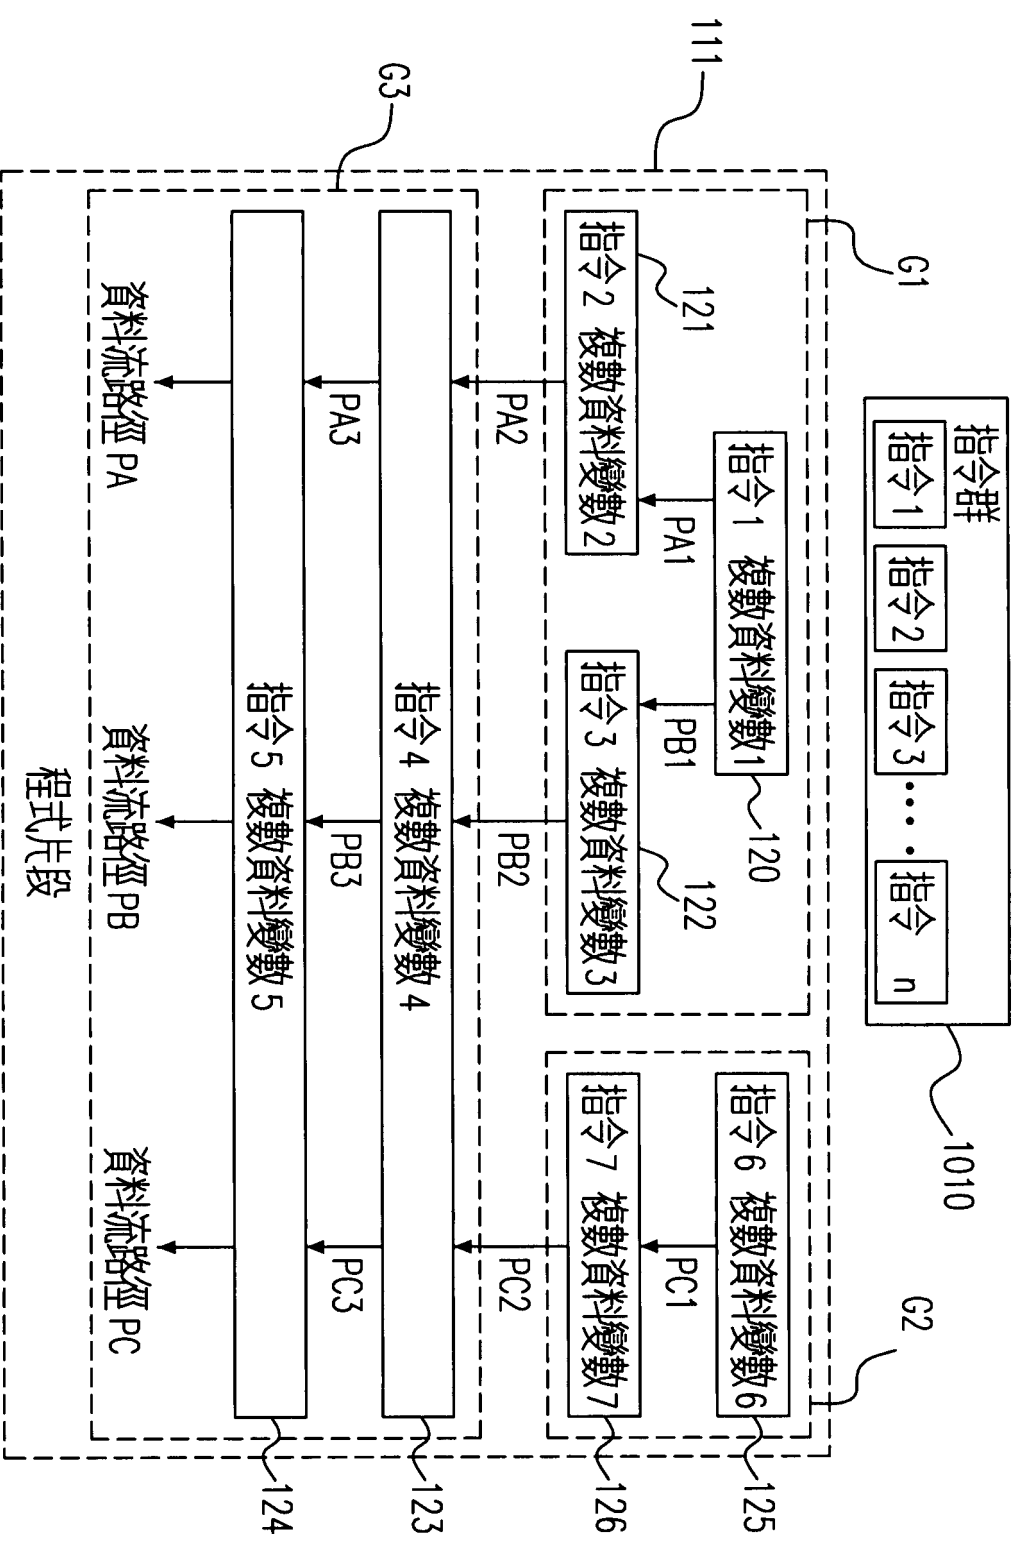 指令群
指令1 指令2 指令3 •••• 指令 n
1010
111
G1
G2
指令1 複數資料變數1
120
指令6 複數資料變數6
125
PA1
PB1
PC1
121
122
指令2 複數資料變數2
指令3 複數資料變數3
指令7 複數資料變數7
126
PA2
PB2
PC2
G3
指令4 複數資料變數4
123
PA3
PB3
PC3
指令5 複數資料變數5
124
資料流路徑 PA
資料流路徑 PB
資料流路徑 PC
程式片段